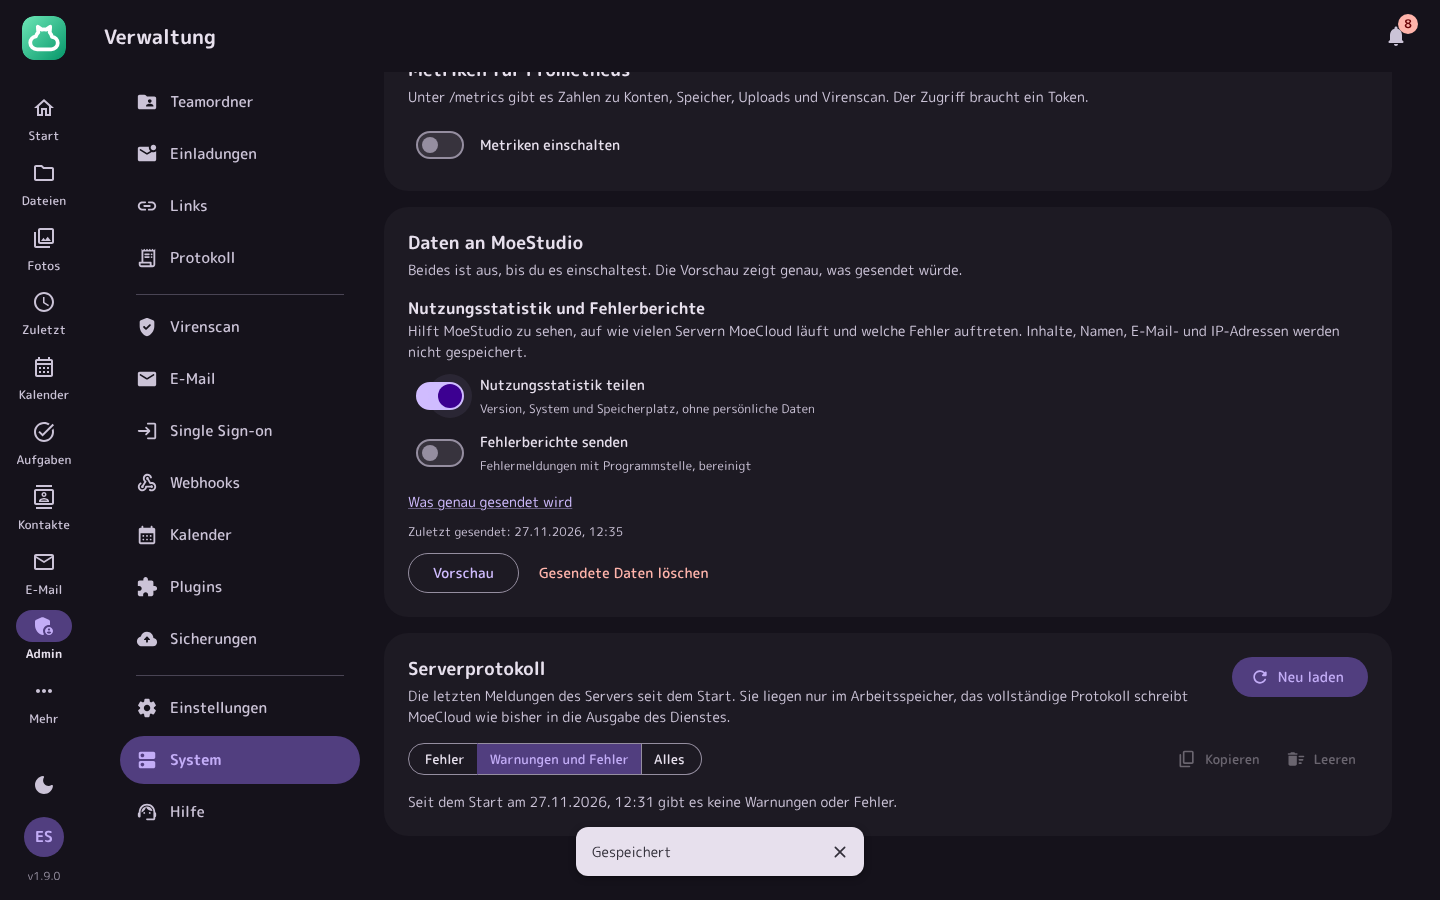 Verwaltung
8
Start
Dateien
Fotos
Zuletzt
Kalender
Aufgaben
Kontakte
E-Mail
Admin
Mehr
ES
v1.9.0
Teamordner
Einladungen
Links
Protokoll
Virenscan
E-Mail
Single Sign-on
Webhooks
Kalender
Plugins
Sicherungen
Einstellungen
System
Hilfe
Metriken für Prometheus
Unter /metrics gibt es Zahlen zu Konten, Speicher, Uploads und Virenscan. Der Zugriff braucht ein Token.
Metriken einschalten
Daten an MoeStudio
Beides ist aus, bis du es einschaltest. Die Vorschau zeigt genau, was gesendet würde.
Nutzungsstatistik und Fehlerberichte
Hilft MoeStudio zu sehen, auf wie vielen Servern MoeCloud läuft und welche Fehler auftreten. Inhalte, Namen, E-Mail- und IP-Adressen werden
nicht gespeichert.
Nutzungsstatistik teilen
Version, System und Speicherplatz, ohne persönliche Daten
Fehlerberichte senden
Fehlermeldungen mit Programmstelle, bereinigt
Was genau gesendet wird
Zuletzt gesendet: 27.11.2026, 12:35
Vorschau
Gesendete Daten löschen
Serverprotokoll
Neu laden
Die letzten Meldungen des Servers seit dem Start. Sie liegen nur im Arbeitsspeicher, das vollständige Protokoll schreibt
MoeCloud wie bisher in die Ausgabe des Dienstes.
Fehler
Warnungen und Fehler
Alles
Kopieren
Leeren
Seit dem Start am 27.11.2026, 12:31 gibt es keine Warnungen oder Fehler.
Gespeichert